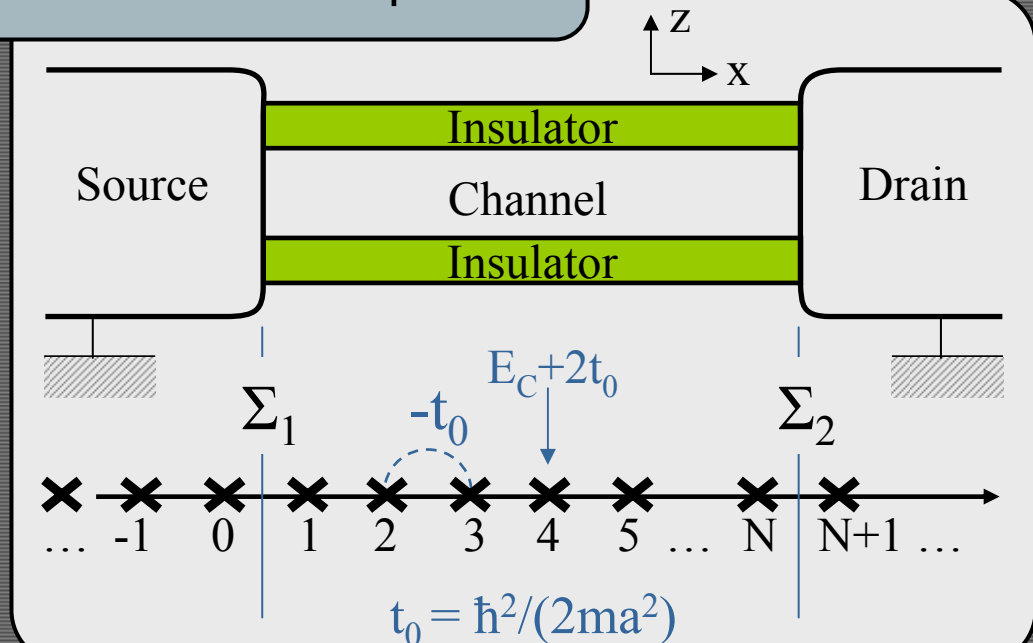 z
x
Insulator
Source
Channel
Drain
Insulator
E_C+2t_0
Σ_1
-t_0
Σ_2
... -1 0 1 2 3 4 5 ... N N+1 ...
t_0 = ħ²/(2ma²)